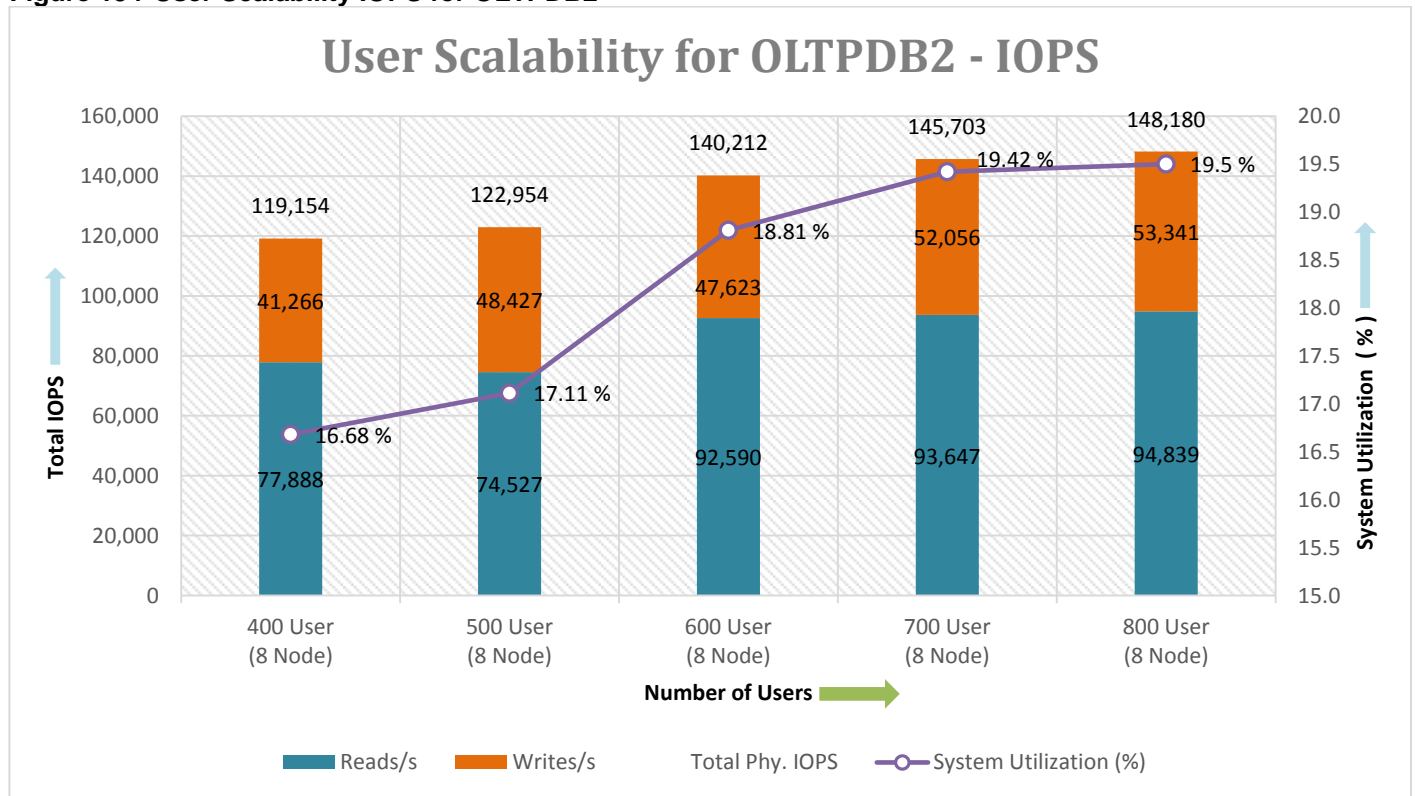 User Scalability for OLTPDB2 - IOPS
160,000
140,000
120,000
100,000
80,000
60,000
40,000
20,000
0
Total IOPS
119,154
122,954
140,212
145,703
148,180
41,266
48,427
47,623
52,056
53,341
77,888
74,527
92,590
93,647
94,839
16.68 %
17.11 %
18.81 %
19.42 %
19.5 %
20.0
19.5
19.0
18.5
18.0
17.5
17.0
16.5
16.0
15.5
15.0
System Utilization ( % )
400 User
(8 Node)
500 User
(8 Node)
600 User
(8 Node)
700 User
(8 Node)
800 User
(8 Node)
Number of Users
Reads/s
Writes/s
Total Phy. IOPS
System Utilization (%)